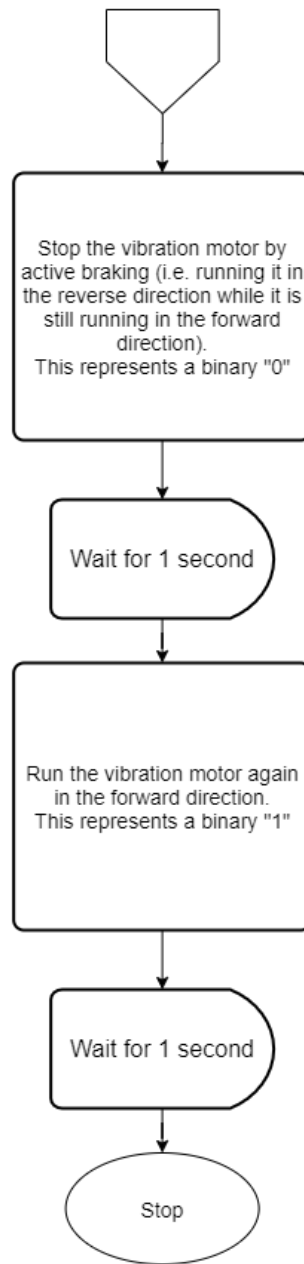 Stop the vibration motor by
active braking (i.e. running it in
the reverse direction while it is
still running in the forward
direction).
This represents a binary "0"
Wait for 1 second
Run the vibration motor again
in the forward direction.
This represents a binary "1"
Wait for 1 second
Stop